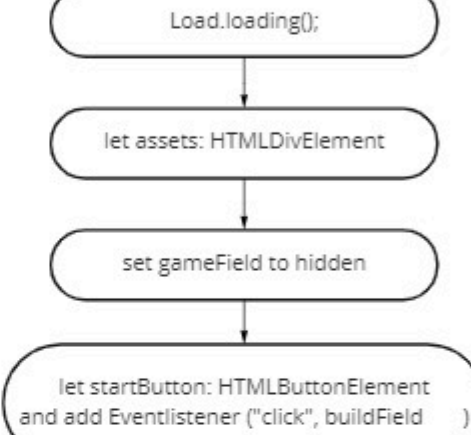 Load.loading();
let assets: HTMLDivElement
set gameField to hidden
let startButton: HTMLButtonElement
and add Eventlistener ("click", buildField )